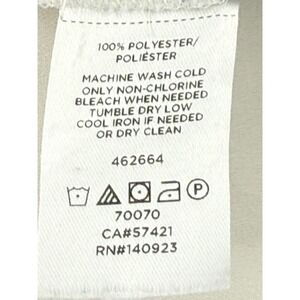 100% POLYESTER/
POLIÉSTER
MACHINE WASH COLD
ONLY NON-CHLORINE
BLEACH WHEN NEEDED
TUMBLE DRY LOW
COOL IRON IF NEEDED
OR DRY CLEAN
462664
P
70070
CA#57421
RN#140923